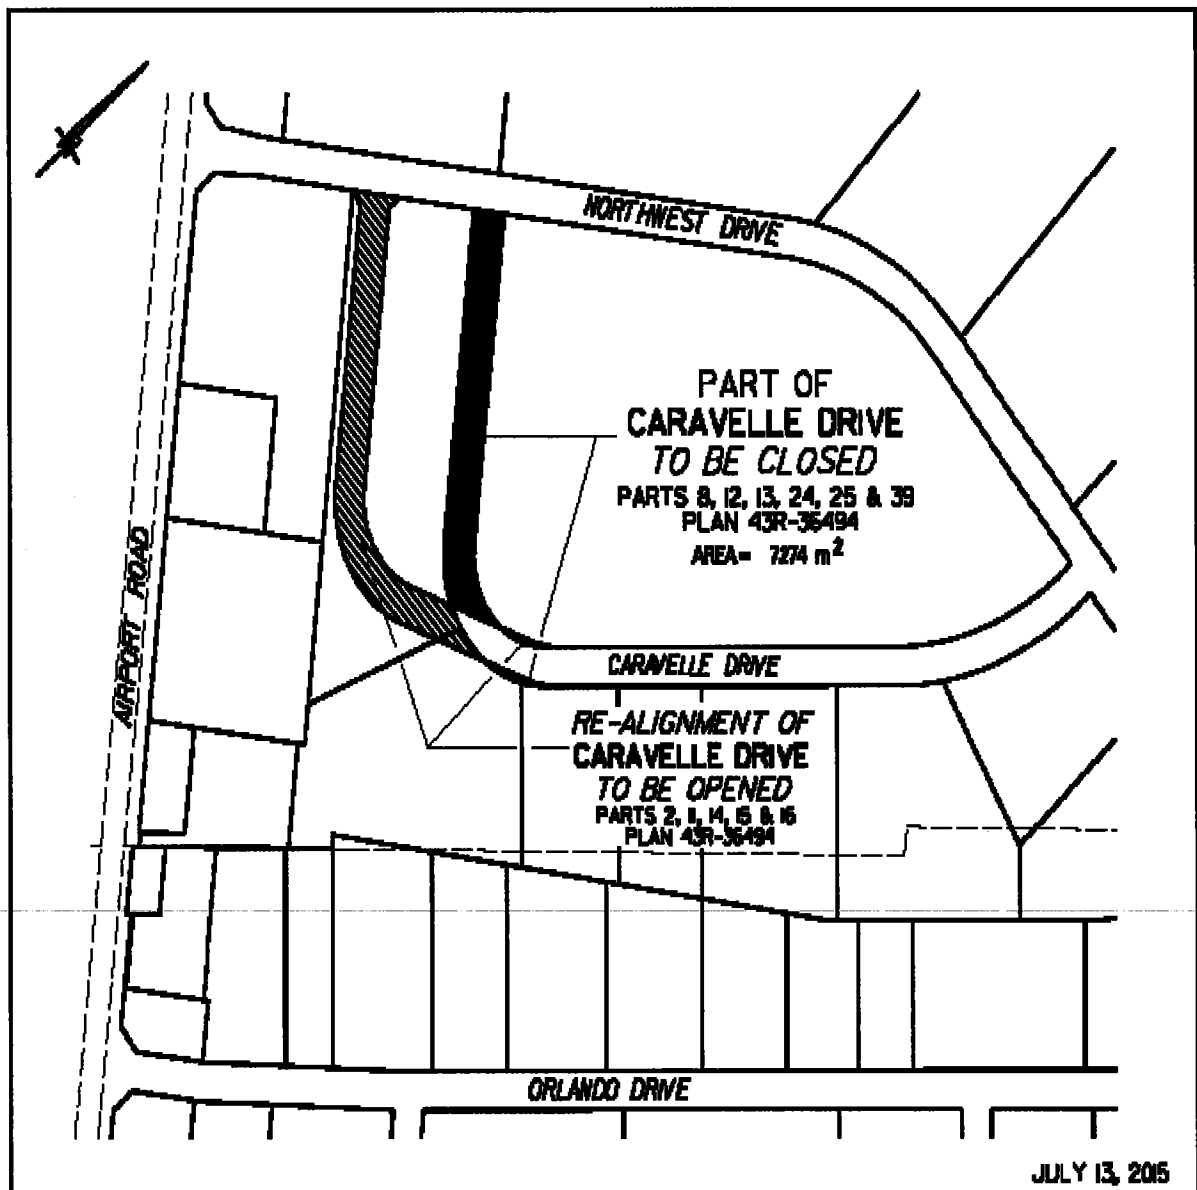 NORTHWEST DRIVE
PART OF
CARAVELLE DRIVE
TO BE CLOSED
PARTS 8, 12, 13, 24, 25 & 39
PLAN 43R-36494
AREA= 7274 m²
AIRPORT ROAD
CARAVELLE DRIVE
RE-ALIGNMENT OF
CARAVELLE DRIVE
TO BE OPENED
PARTS 2, 11, 14, 15 & 16
PLAN 43R-36494
ORLANDO DRIVE
JULY 13, 2015